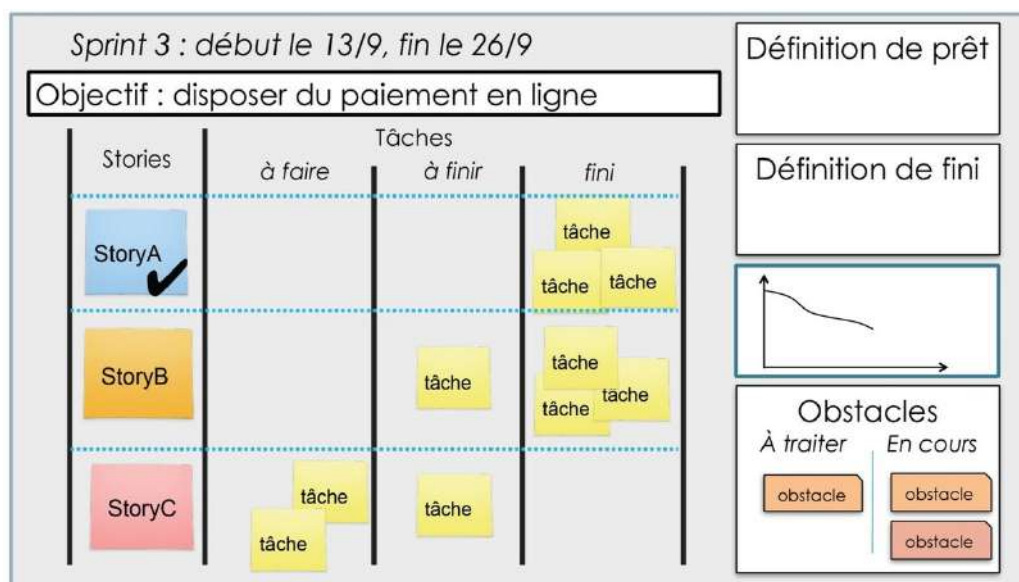 Sprint 3 : début le 13/9, fin le 26/9
Objectif : disposer du paiement en ligne
Stories
Tâches
à faire
à finir
fini
StoryA
tâche
tâche
tâche
StoryB
tâche
tâche
tâche
tâche
StoryC
tâche
tâche
tâche
Définition de prêt
Définition de fini
Obstacles
À traiter
En cours
obstacle
obstacle
obstacle